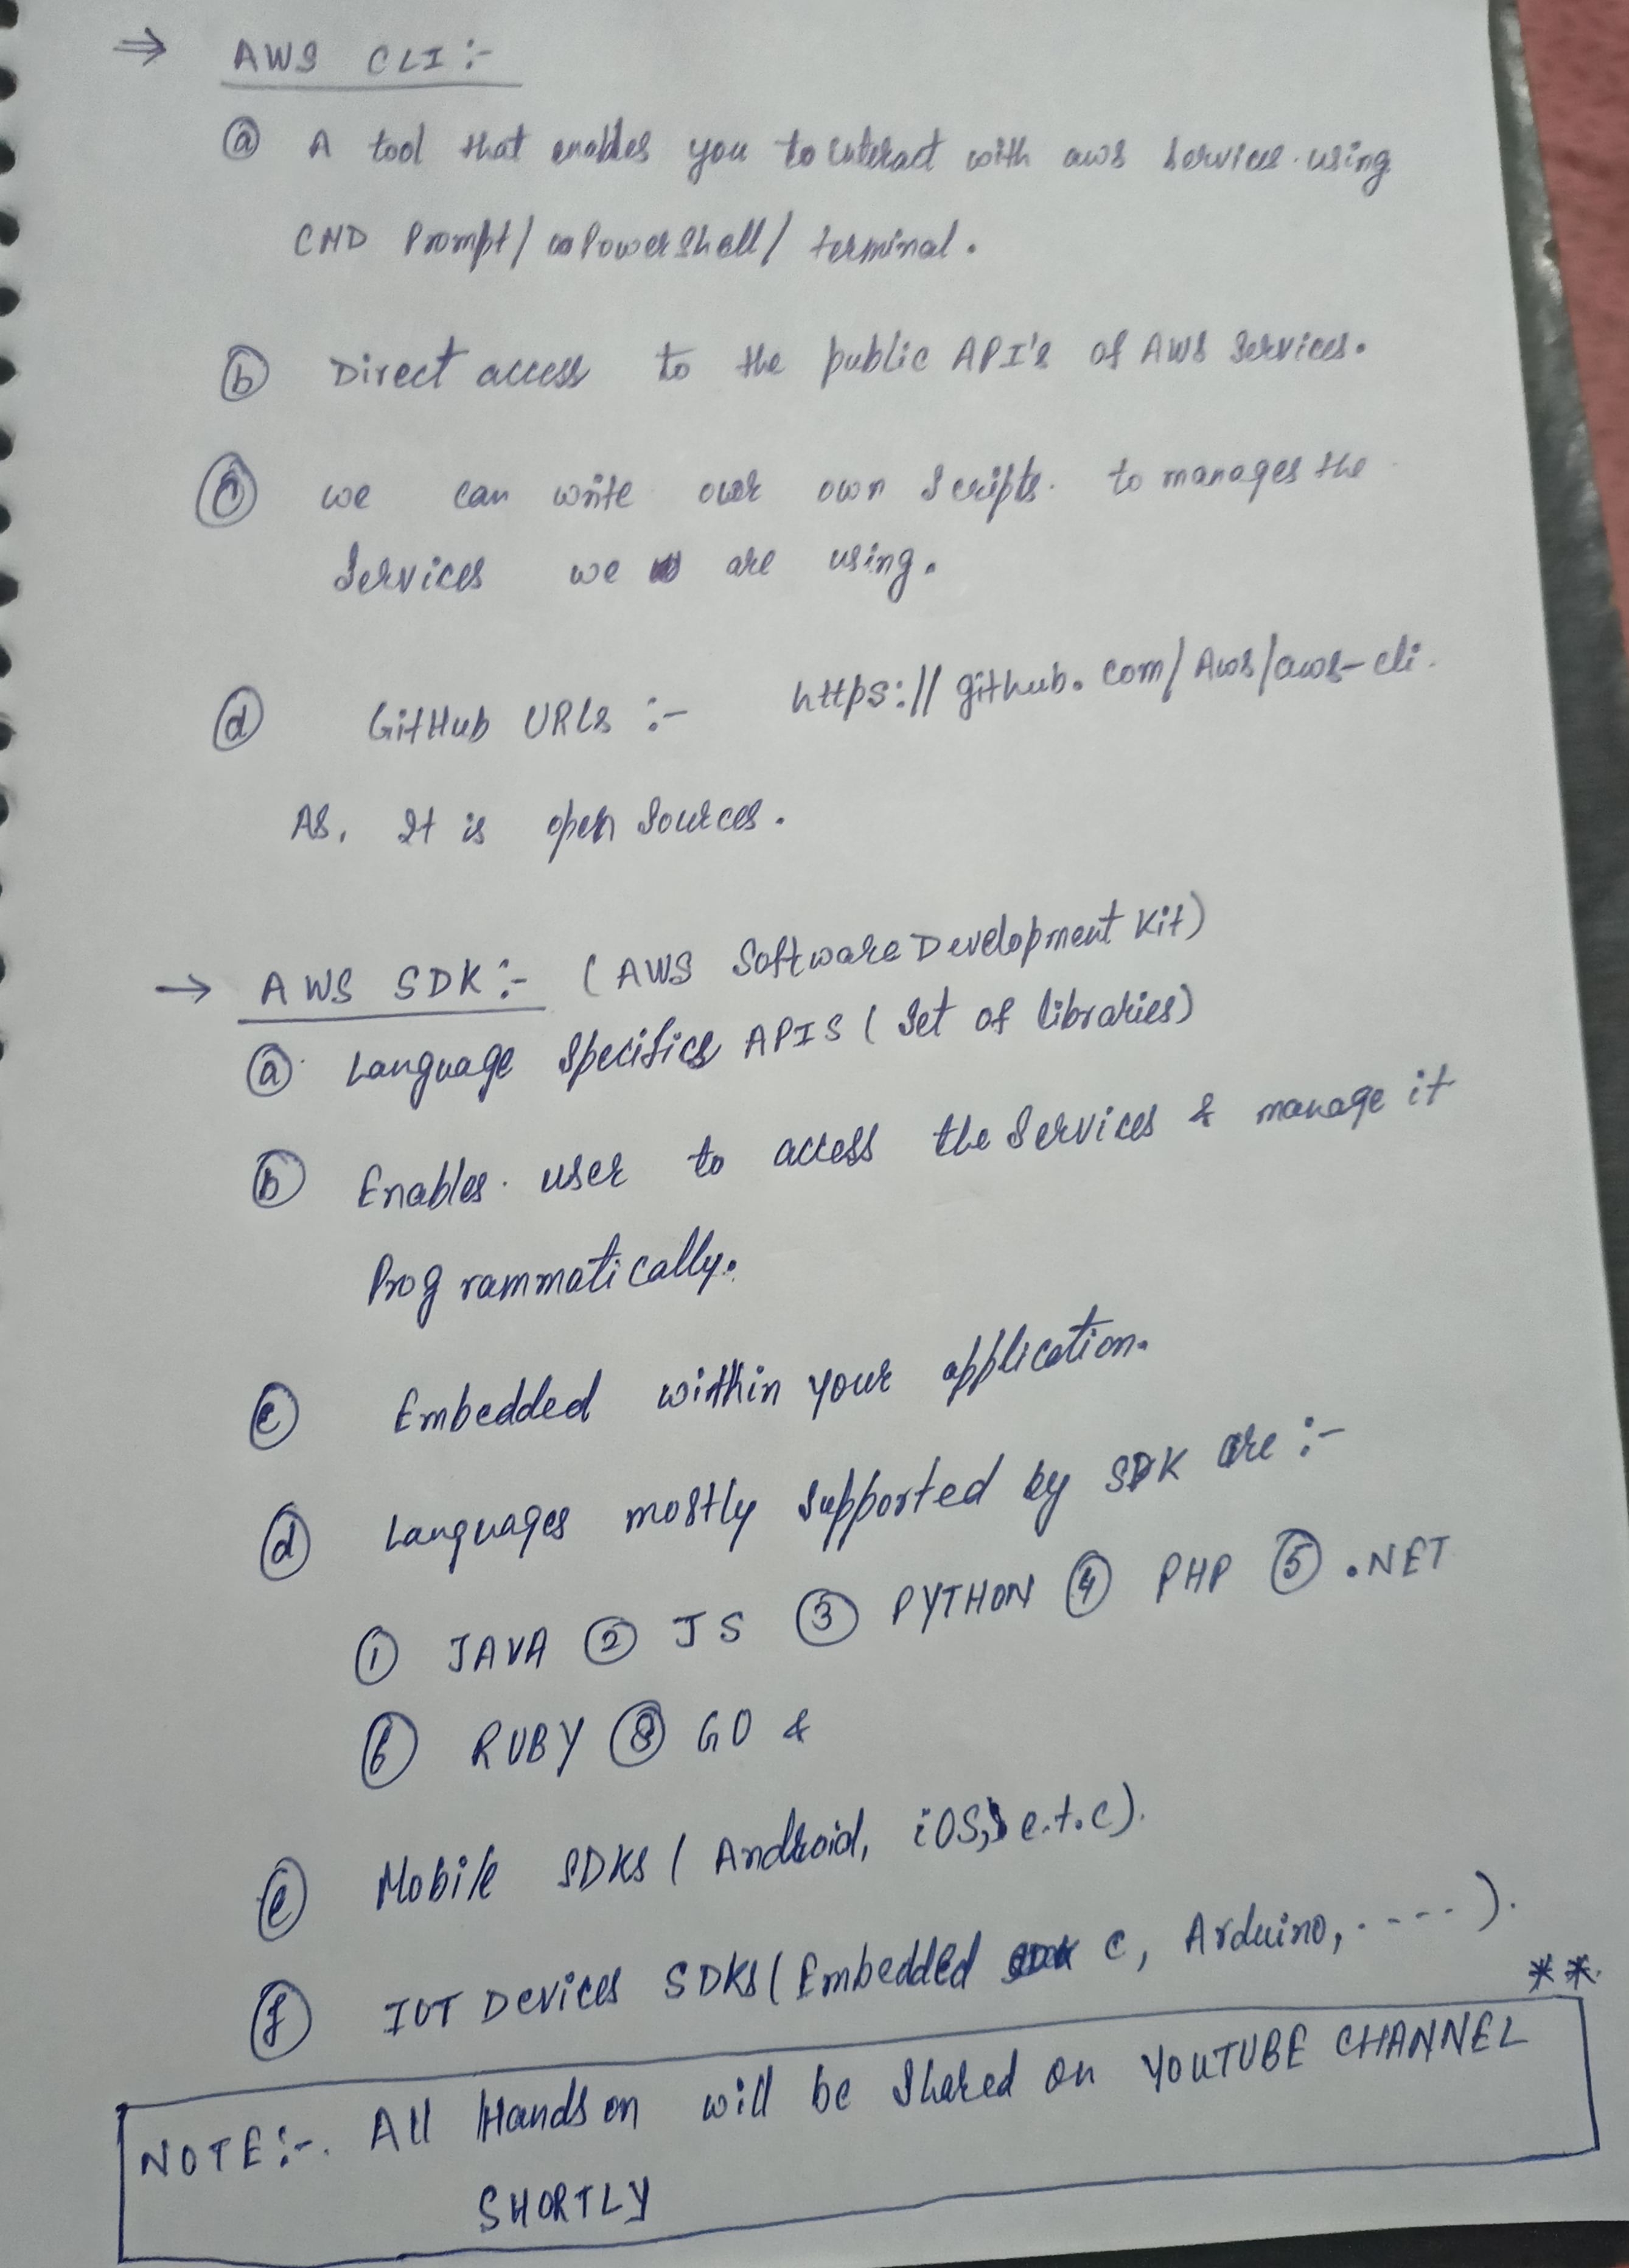 ⇒ AWS CLI :-
ⓐ A tool that enables you to interact with aws services using
CMD Prompt/ PowerShell/ terminal.
ⓑ Direct access to the public API's of AWS Services.
ⓒ we can write our own scripts. to manages the
Services we are using.
ⓓ GitHub URLs :- https://github.com/Aws/aws-cli.
As, It is open sources.
→ AWS SDK :- (AWS Software Development Kit)
ⓐ Language Specifics APIS ( Set of libraries)
ⓑ Enables user to access the Services & manage it
Programmatically.
ⓒ Embedded within your application.
ⓓ Languages mostly supported by SDK are :-
① JAVA ② JS ③ PYTHON ④ PHP ⑤ .NET
⑥ RUBY ⑧ GO &
ⓔ Mobile SDKs ( Android, iOS, e.t.c).
ⓕ IOT Devices SDKs ( Embedded C, Arduino, .----).
**
NOTE :-. All Hands on will be Shared on YOUTUBE CHANNEL
SHORTLY